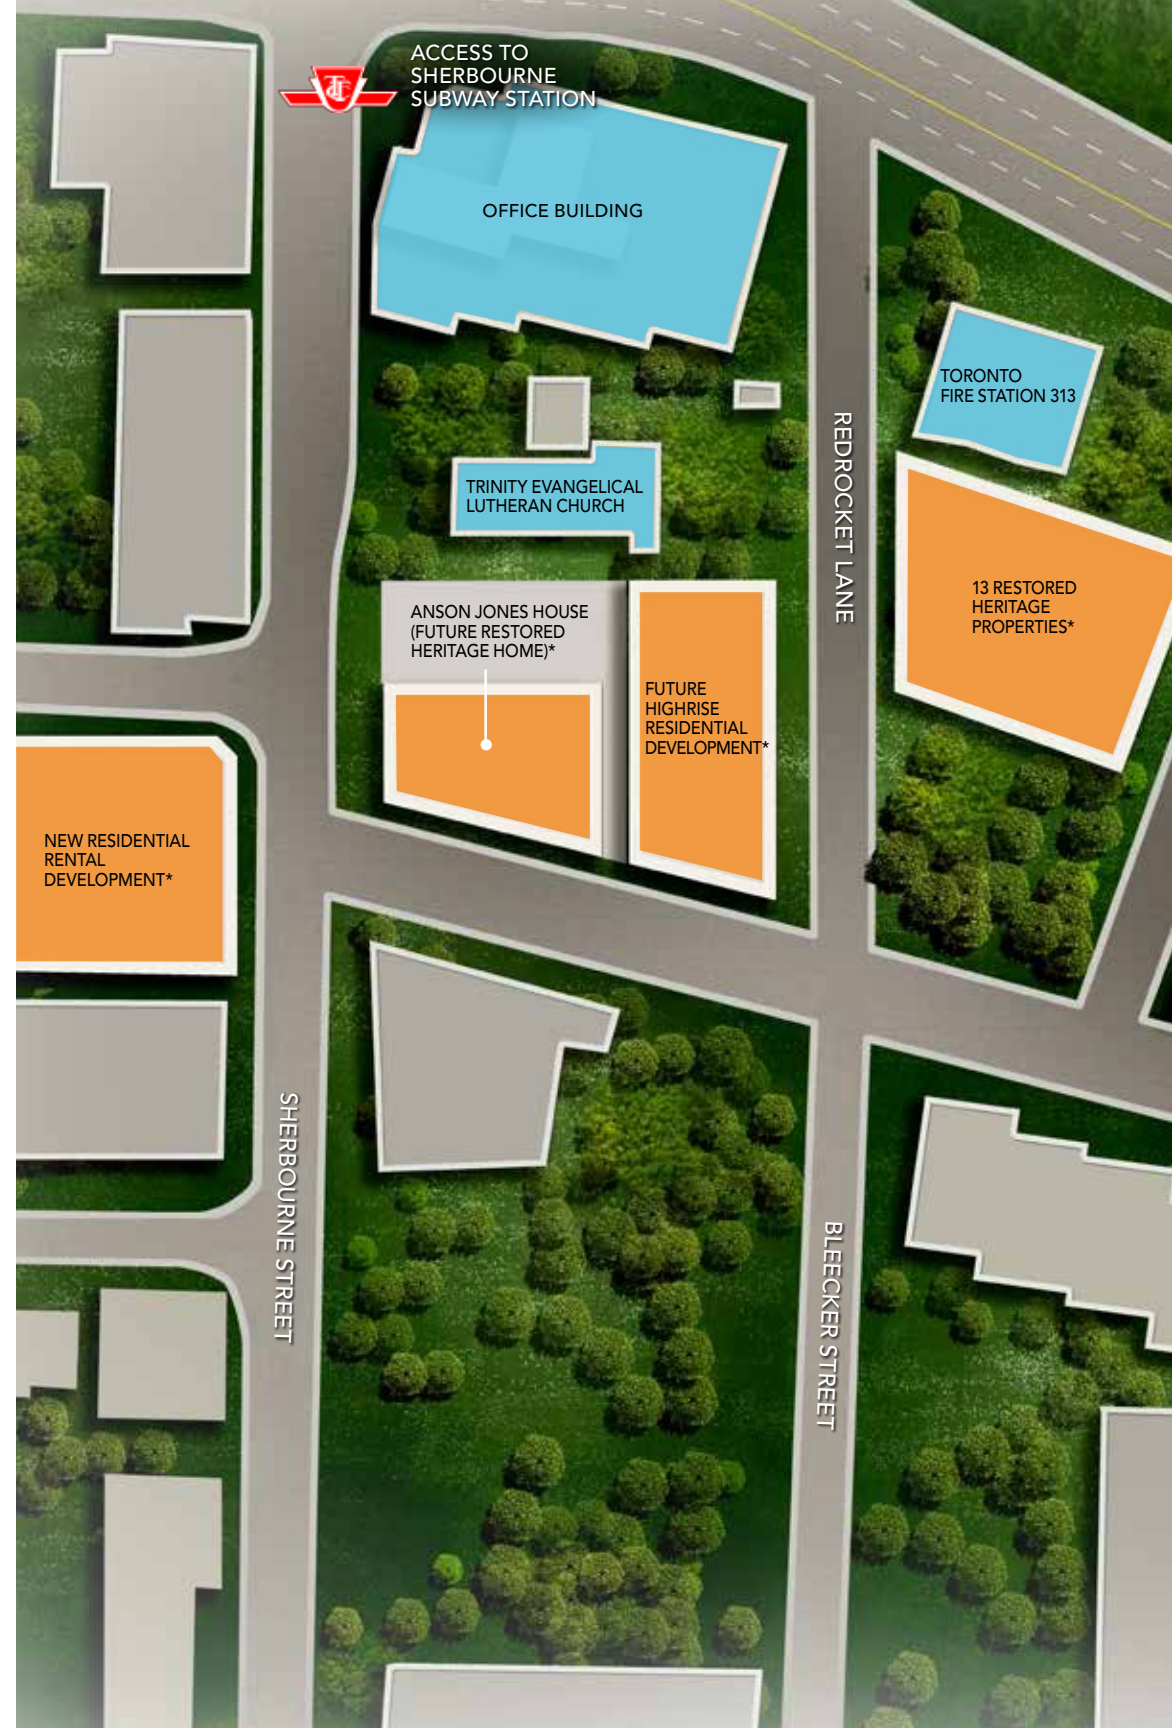 ACCESS TO
SHERBOURNE
SUBWAY STATION
TTC
OFFICE BUILDING
TORONTO
FIRE STATION 313
REDROCKET LANE
TRINITY EVANGELICAL
LUTHERAN CHURCH
13 RESTORED
HERITAGE
PROPERTIES*
ANSON JONES HOUSE
(FUTURE RESTORED
HERITAGE HOME)*
FUTURE
HIGHRISE
RESIDENTIAL
DEVELOPMENT*
NEW RESIDENTIAL
RENTAL
DEVELOPMENT*
SHERBOURNE STREET
BLEECKER STREET